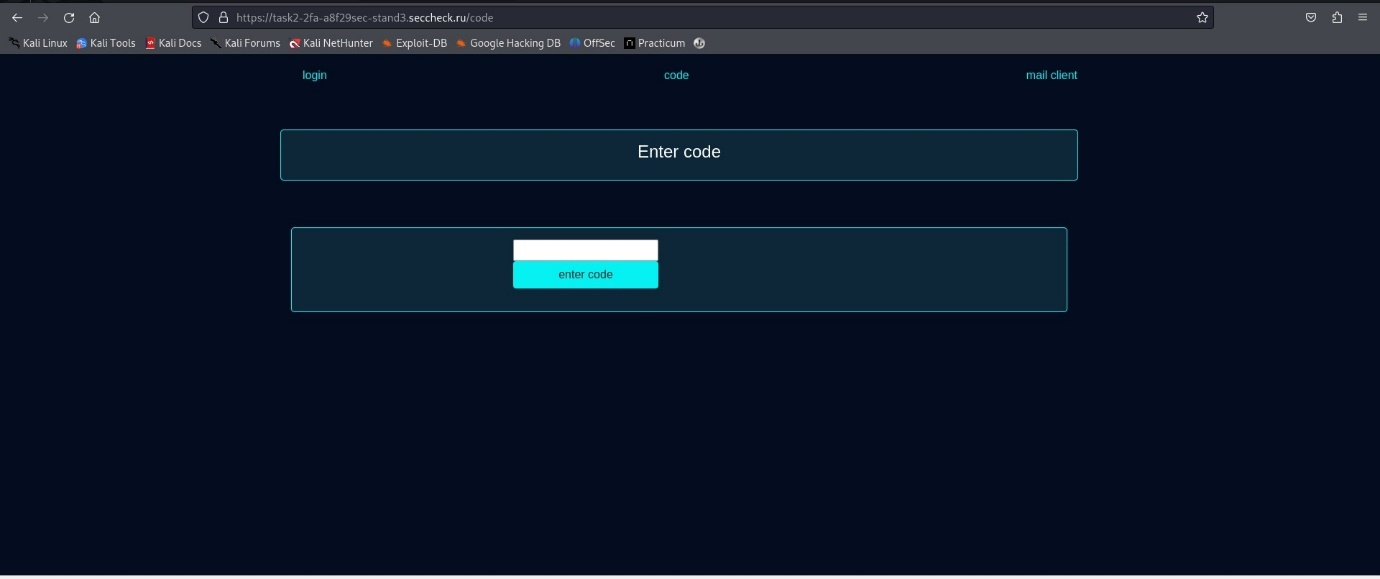 https://task2-2fa-a8f29sec-stand3.seccheck.ru/code
Kali Linux Kali Tools Kali Docs Kali Forums Kali NetHunter Exploit-DB Google Hacking DB OffSec Practicum
login code mail client
Enter code
enter code